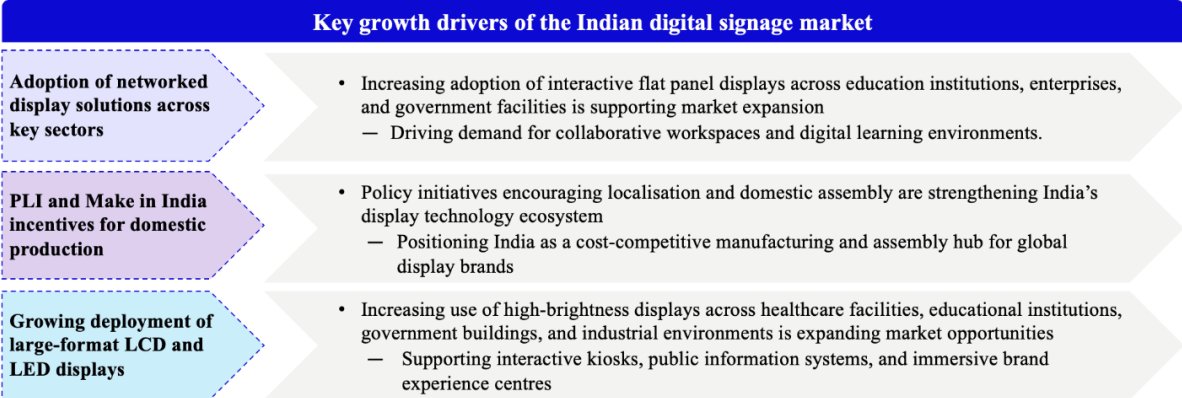 Key growth drivers of the Indian digital signage market
Adoption of networked
display solutions across
key sectors
• Increasing adoption of interactive flat panel displays across education institutions, enterprises,
and government facilities is supporting market expansion
— Driving demand for collaborative workspaces and digital learning environments.
PLI and Make in India
incentives for domestic
production
• Policy initiatives encouraging localisation and domestic assembly are strengthening India’s
display technology ecosystem
— Positioning India as a cost-competitive manufacturing and assembly hub for global
display brands
Growing deployment of
large-format LCD and
LED displays
• Increasing use of high-brightness displays across healthcare facilities, educational institutions,
government buildings, and industrial environments is expanding market opportunities
— Supporting interactive kiosks, public information systems, and immersive brand
experience centres